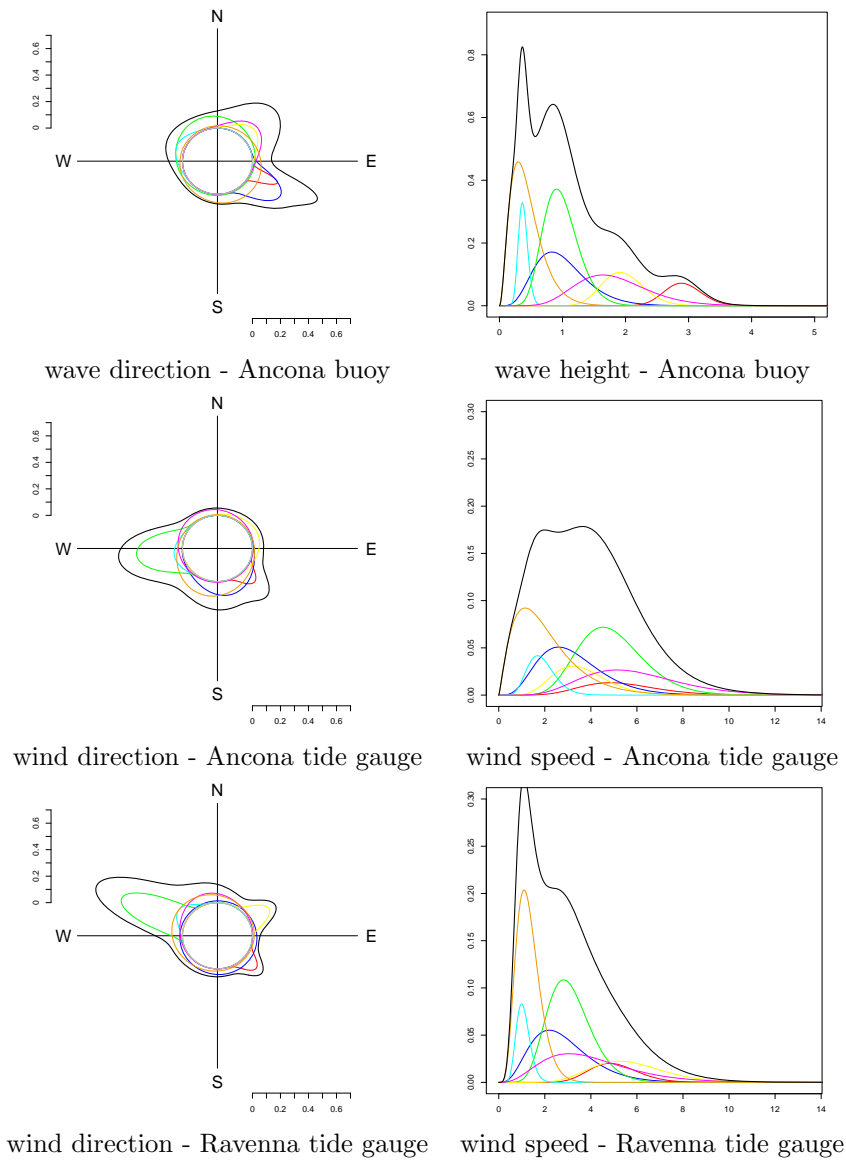 N
0.6
0.4
0.2
0
W E
S
0 0.2 0.4 0.6
wave direction - Ancona buoy
0.8
0.6
0.4
0.2
0.0
0 1 2 3 4 5
wave height - Ancona buoy
N
0.6
0.4
0.2
0
W E
S
0 0.2 0.4 0.6
wind direction - Ancona tide gauge
0.30
0.25
0.20
0.15
0.10
0.05
0.00
0 2 4 6 8 10 12 14
wind speed - Ancona tide gauge
N
0.6
0.4
0.2
0
W E
S
0 0.2 0.4 0.6
wind direction - Ravenna tide gauge
0.30
0.25
0.20
0.15
0.10
0.05
0.00
0 2 4 6 8 10 12 14
wind speed - Ravenna tide gauge